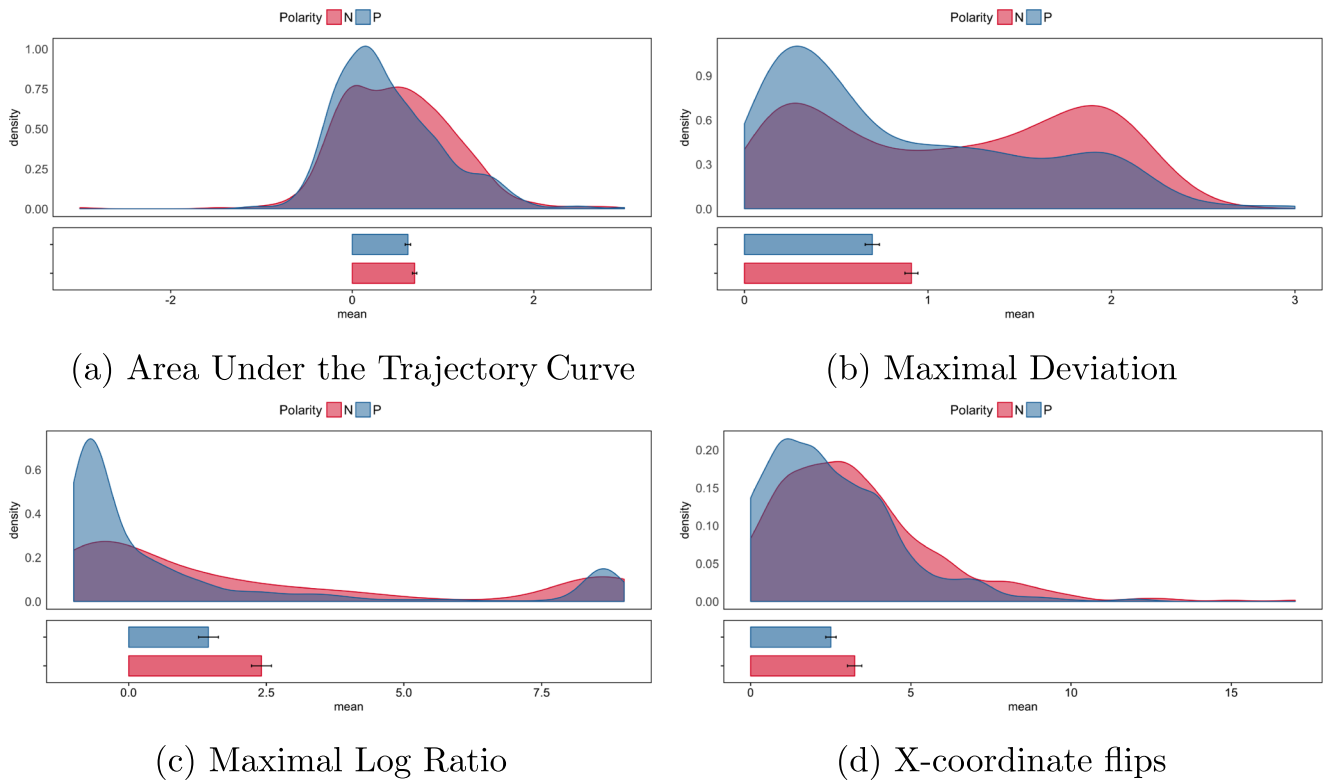 Polarity N P
1.00
0.75
0.50
0.25
0.00
density
-2 0 2
mean
(a) Area Under the Trajectory Curve
Polarity N P
0.9
0.6
0.3
0.0
density
0 1 2 3
mean
(b) Maximal Deviation
Polarity N P
0.6
0.4
0.2
0.0
density
0.0 2.5 5.0 7.5
mean
(c) Maximal Log Ratio
Polarity N P
0.20
0.15
0.10
0.05
0.00
density
0 5 10 15
mean
(d) X-coordinate flips